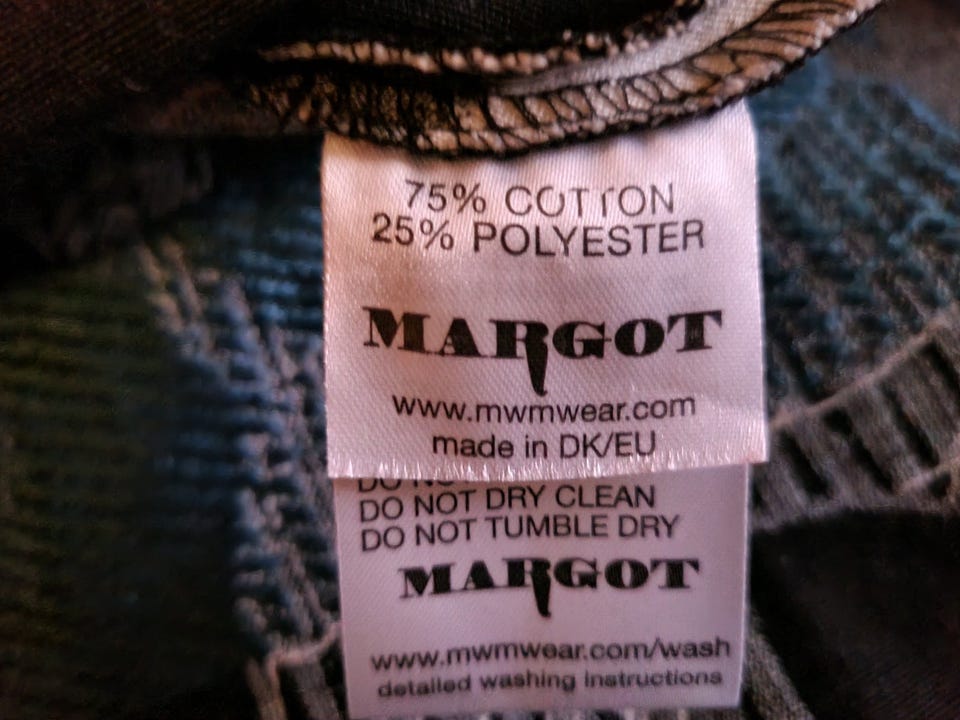 75% COTTON
25% POLYESTER
MARGOT
www.mwmwear.com
made in DK/EU
DO
DO NOT DRY CLEAN
DO NOT TUMBLE DRY
MARGOT
www.mwmwear.com/wash
detailed washing instructions